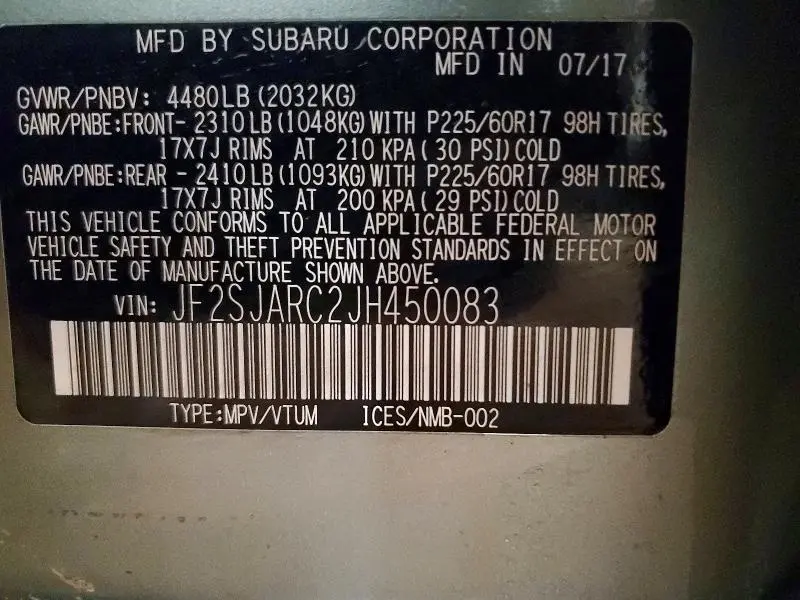 MFD BY SUBARU CORPORATION
MFD IN 07/17
GVWR/PNBV: 4480LB (2032KG)
GAWR/PNBE:FRONT- 2310LB (1048KG) WITH P225/60R17 98H TIRES,
17X7J RIMS AT 210 KPA( 30 PSI) COLD
GAWR/PNBE:REAR - 2410LB (1093KG) WITH P225/60R17 98H TIRES,
17X7J RIMS AT 200 KPA( 29 PSI) COLD
THIS VEHICLE CONFORMS TO ALL APPLICABLE FEDERAL MOTOR
VEHICLE SAFETY AND THEFT PREVENTION STANDARDS IN EFFECT ON
THE DATE OF MANUFACTURE SHOWN ABOVE.
VIN: JF2SJARC2JH450083
TYPE:MPV/VTUM ICES/NMB-002